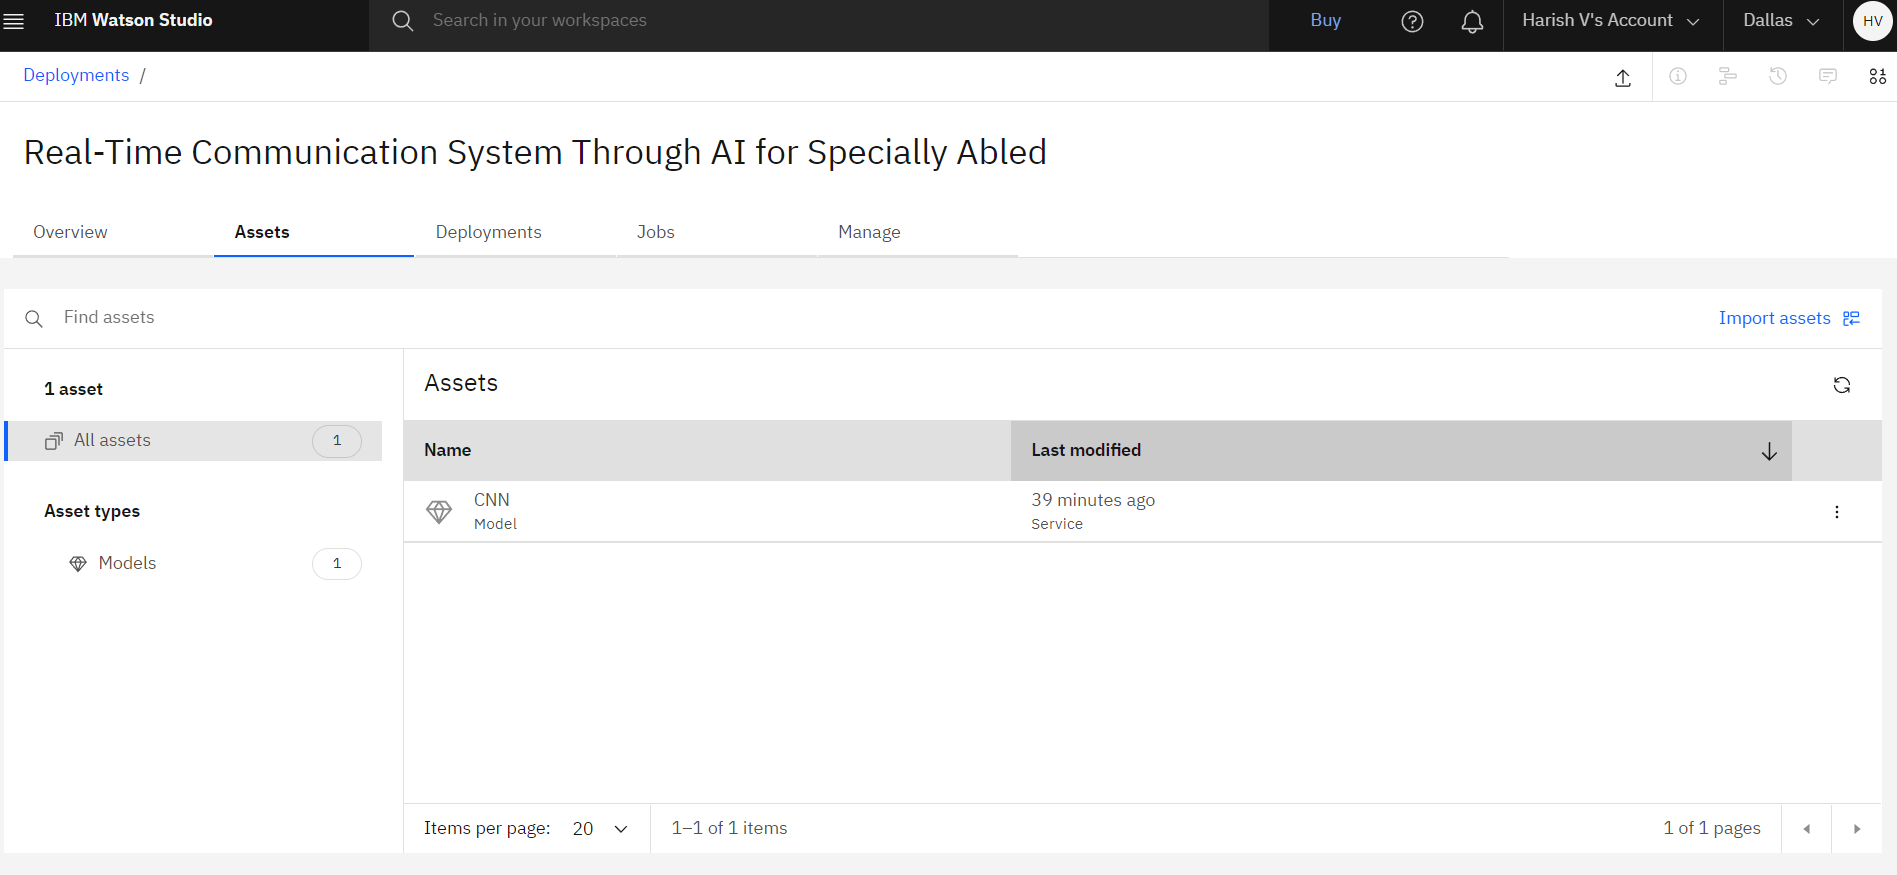 IBM Watson Studio
Search in your workspaces
Buy
Harish V's Account
Dallas
HV
Deployments /
Real-Time Communication System Through AI for Specially Abled
Overview
Assets
Deployments
Jobs
Manage
Find assets
Import assets
1 asset
All assets 1
Asset types
Models 1
Assets
Name Last modified
CNN 39 minutes ago
Model Service
Items per page: 20 1–1 of 1 items 1 of 1 pages